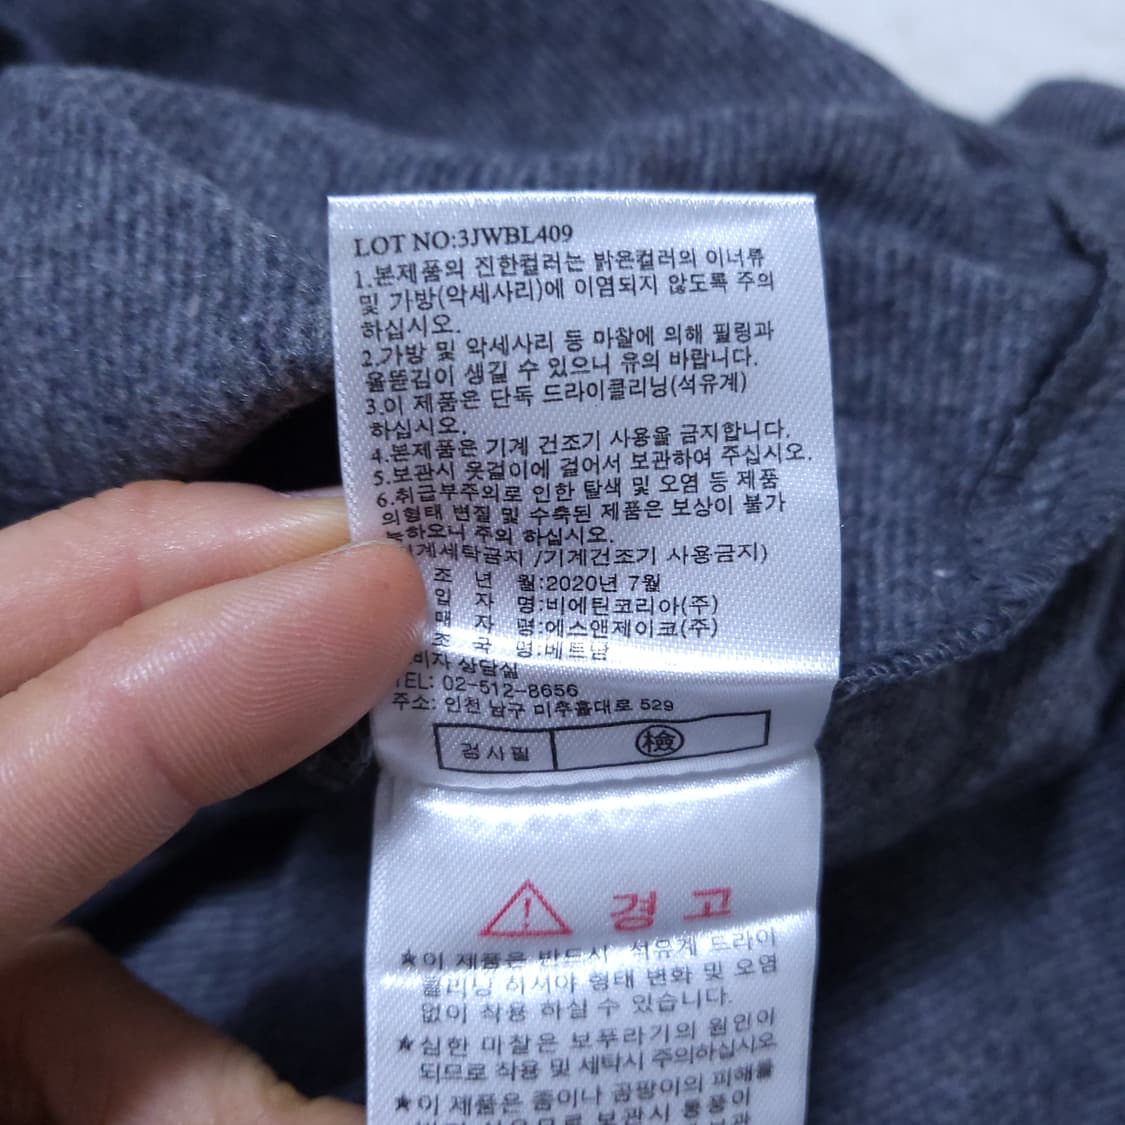 LOT NO:3JWBL409
1.본제품의 진한컬러는 밝은컬러의 이너류
및 가방(악세사리)에 이염되지 않도록 주의
하십시오.
2.가방 및 악세사리 등 마찰에 의해 필링과
올뜯김이 생길 수 있으니 유의 바랍니다.
3.이 제품은 단독 드라이클리닝(석유계)
하십시오.
4.본제품은 기계 건조기 사용을 금지합니다.
5.보관시 옷걸이에 걸어서 보관하여 주십시오.
6.취급부주의로 인한 탈색 및 오염 등 제품
의형태 변질 및 수축된 제품은 보상이 불가
능하오니 주의 하십시오.
계세탁금지 /기계건조기 사용금지)
조 년 월:2020년 7월
입 자 명:비에틴코리아(주)
매 자 명:에스앤제이코(주)
조 국 명:베트남
비자 상담실
TEL: 02-512-8656
주소: 인천 남구 미추홀대로 529
검사필 檢
경고
★이 제품은 반드시 석유계 드라이
클리닝 하셔야 형태 변화 및 오염
없이 착용 하실 수 있습니다.
★심한 마찰은 보푸라기의 원인이
되므로 착용 및 세탁시 주의하십시오
★이 제품은 좀이나 곰팡이의 피해를
보관시 통풍이